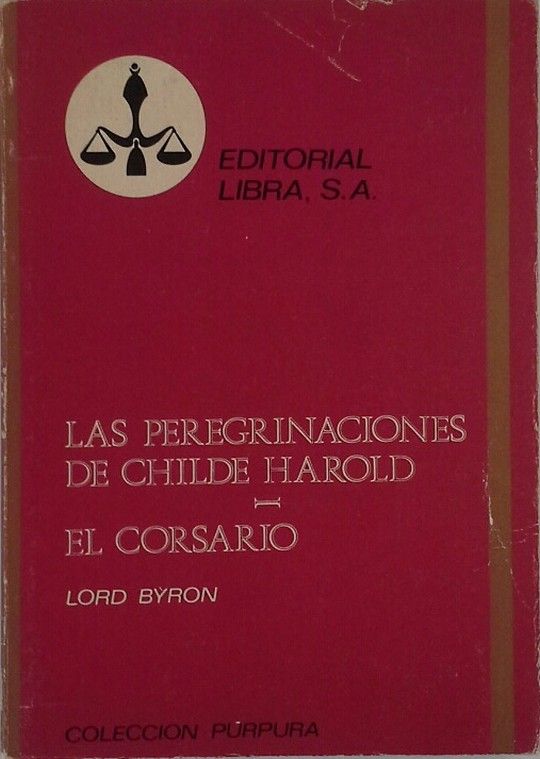 EDITORIAL
LIBRA, S.A.
LAS PEREGRINACIONES
DE CHILDE HAROLD
EL CORSARIO
LORD BYRON
COLECCION PURPURA